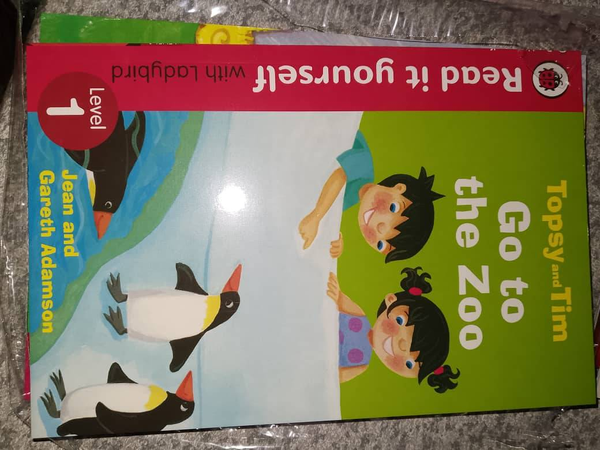 Read it yourself
with Ladybird
Level
1
Topsy and Tim
Go to
the Zoo
Jean and
Gareth Adamson